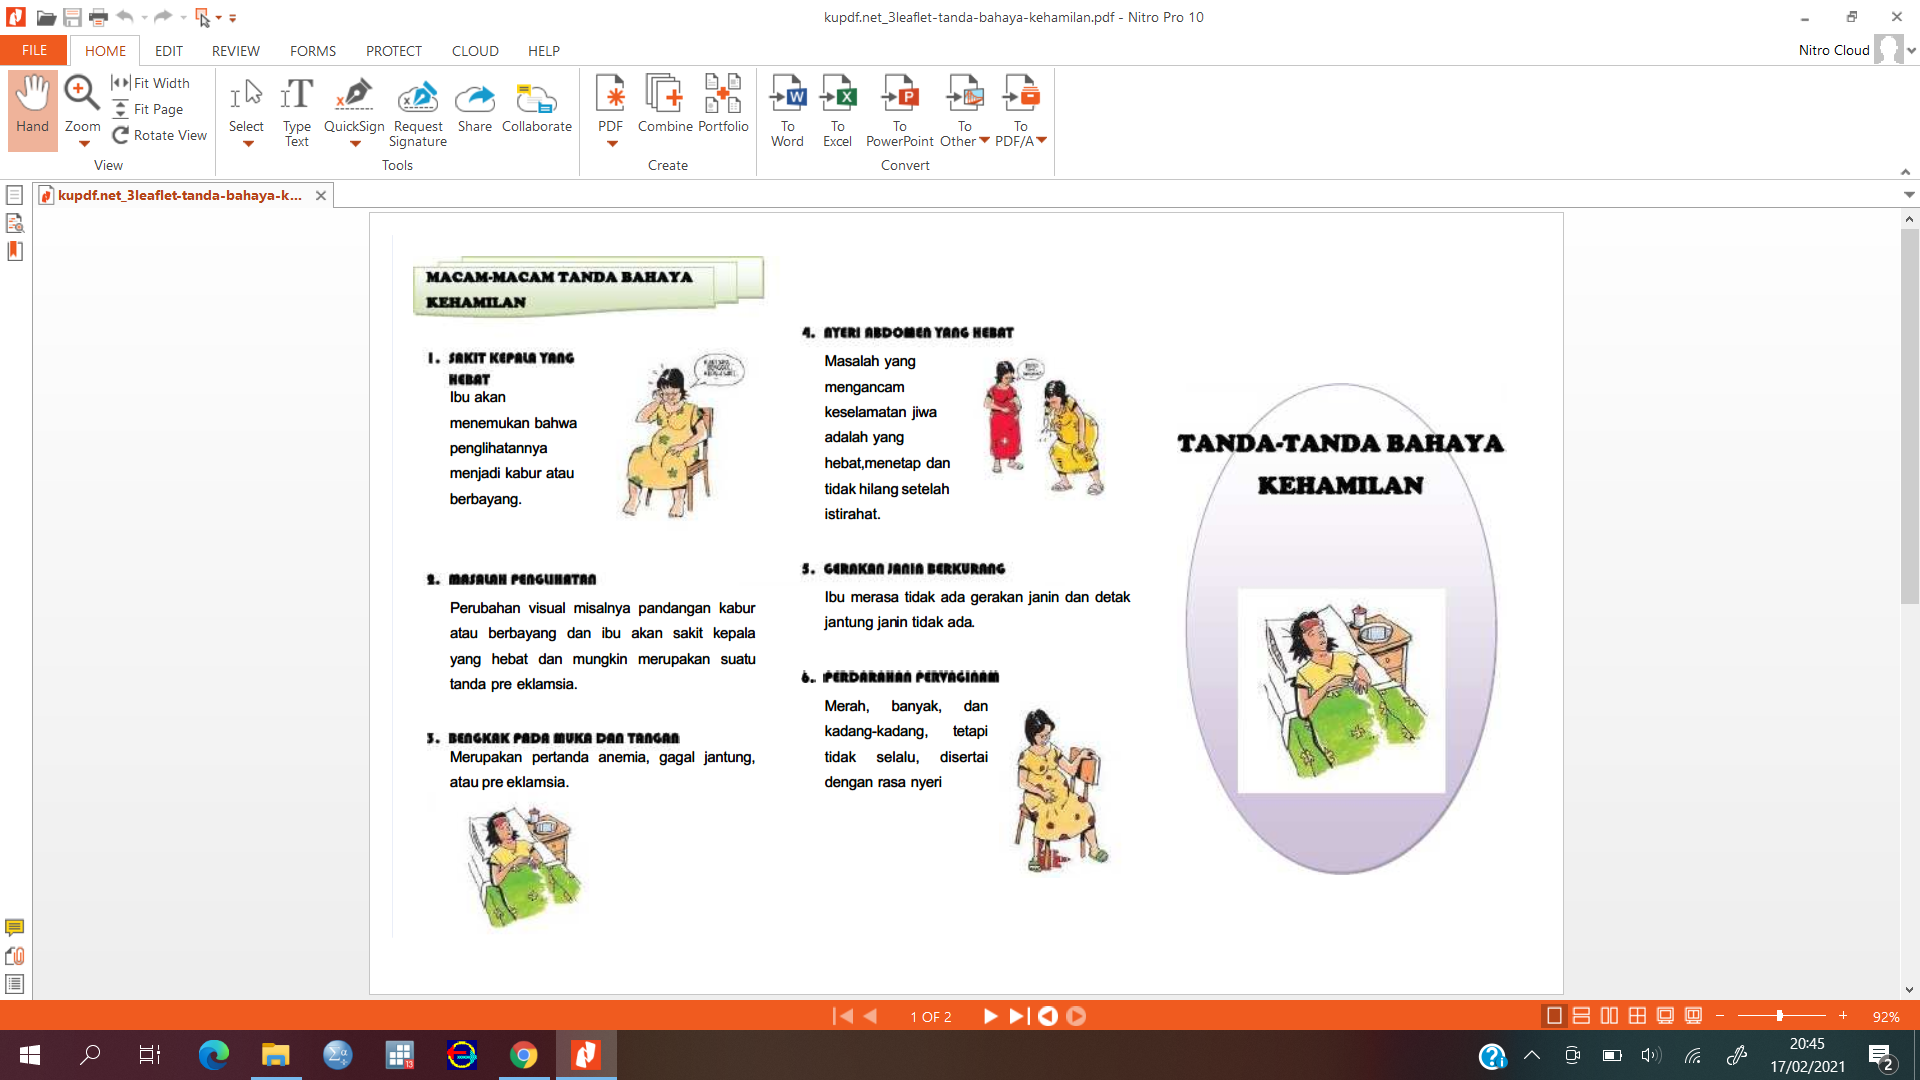 kupdf.net_3leaflet-tanda-bahaya-kehamilan.pdf - Nitro Pro 10
FILE HOME EDIT REVIEW FORMS PROTECT CLOUD HELP
Nitro Cloud
Hand
Zoom
Fit Width
Fit Page
Rotate View
View
Select
Type
Text
QuickSign
Request
Signature
Share
Collaborate
Tools
PDF
Combine
Portfolio
Create
To
Word
To
Excel
To
PowerPoint
To
Other
To
PDF/A
Convert
kupdf.net_3leaflet-tanda-bahaya-k...
MACAM-MACAM TANDA BAHAYA
KEHAMILAN
1. SAKIT KEPALA YANG
HEBAT
Ibu akan
menemukan bahwa
penglihatannya
menjadi kabur atau
berbayang.
2. MASALAH PENGLIHATAN
Perubahan visual misalnya pandangan kabur
atau berbayang dan ibu akan sakit kepala
yang hebat dan mungkin merupakan suatu
tanda pre eklamsia.
3. BENGKAK PADA MUKA DAN TANGAN
Merupakan pertanda anemia, gagal jantung,
atau pre eklamsia.
4. NYERI ABDOMEN YANG HEBAT
Masalah yang
mengancam
keselamatan jiwa
adalah yang
hebat,menetap dan
tidak hilang setelah
istirahat.
5. GERAKAN JANIN BERKURANG
Ibu merasa tidak ada gerakan janin dan detak
jantung janin tidak ada.
6. PERDARAHAN PERVAGINAM
Merah, banyak, dan
kadang-kadang, tetapi
tidak selalu, disertai
dengan rasa nyeri
TANDA-TANDA BAHAYA
KEHAMILAN
1 OF 2
92%
20:45
17/02/2021
2